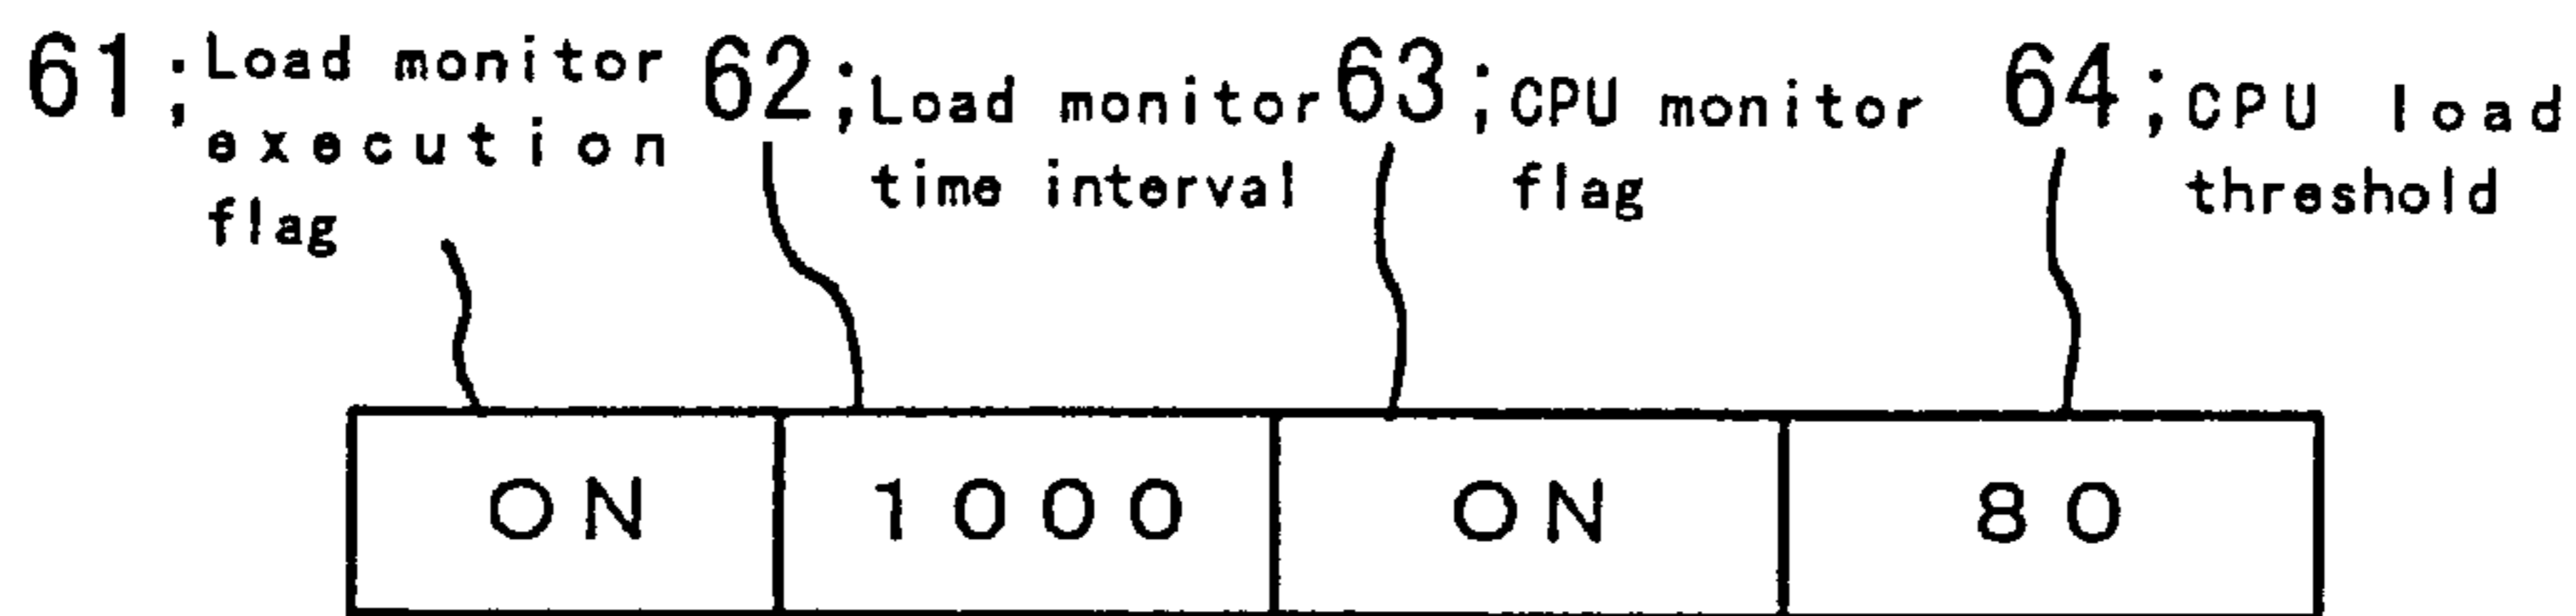 61;Load monitor
execution
flag
62;Load monitor
time interval
63;CPU monitor
flag
64;CPU load
threshold
ON 1000 ON 80